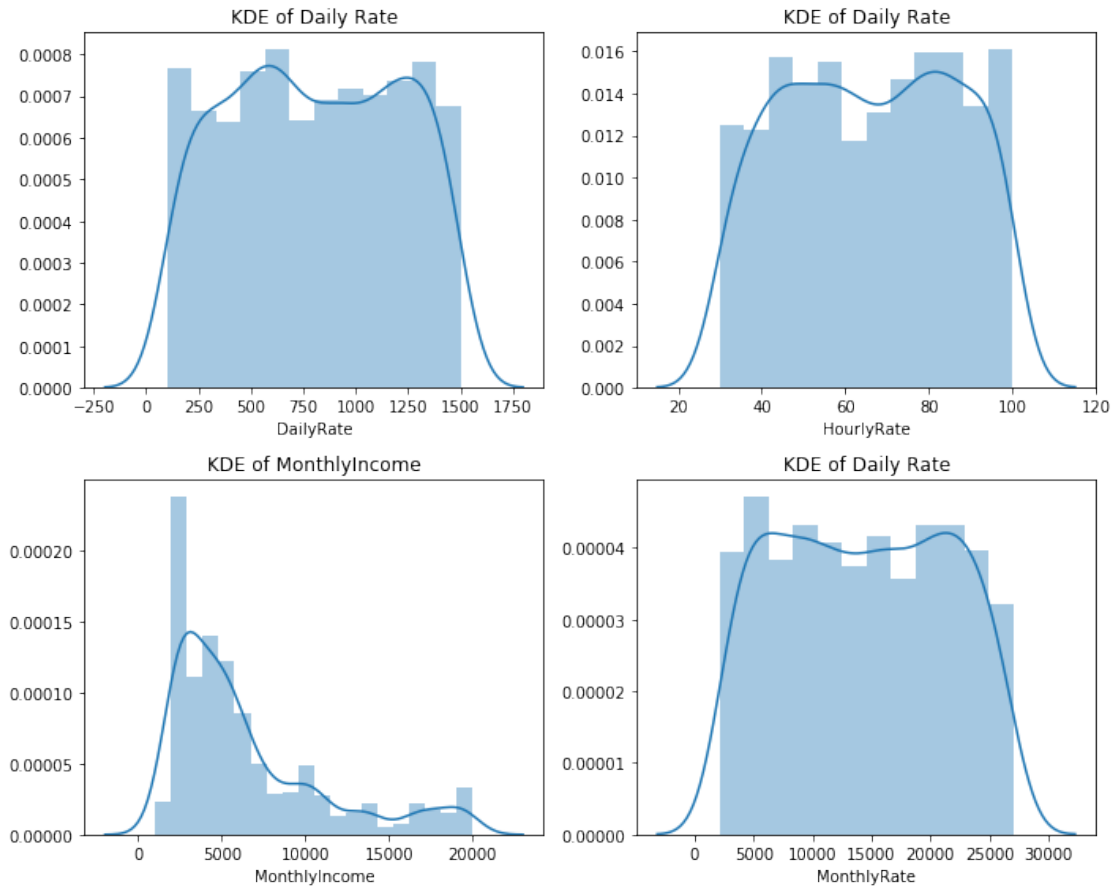 KDE of Daily Rate
0.0008
0.0007
0.0006
0.0005
0.0004
0.0003
0.0002
0.0001
0.0000
−250 0 250 500 750 1000 1250 1500 1750
DailyRate
KDE of Daily Rate
0.016
0.014
0.012
0.010
0.008
0.006
0.004
0.002
0.000
20 40 60 80 100 120
HourlyRate
KDE of MonthlyIncome
0.00020
0.00015
0.00010
0.00005
0.00000
0 5000 10000 15000 20000
MonthlyIncome
KDE of Daily Rate
0.00004
0.00003
0.00002
0.00001
0.00000
0 5000 10000 15000 20000 25000 30000
MonthlyRate